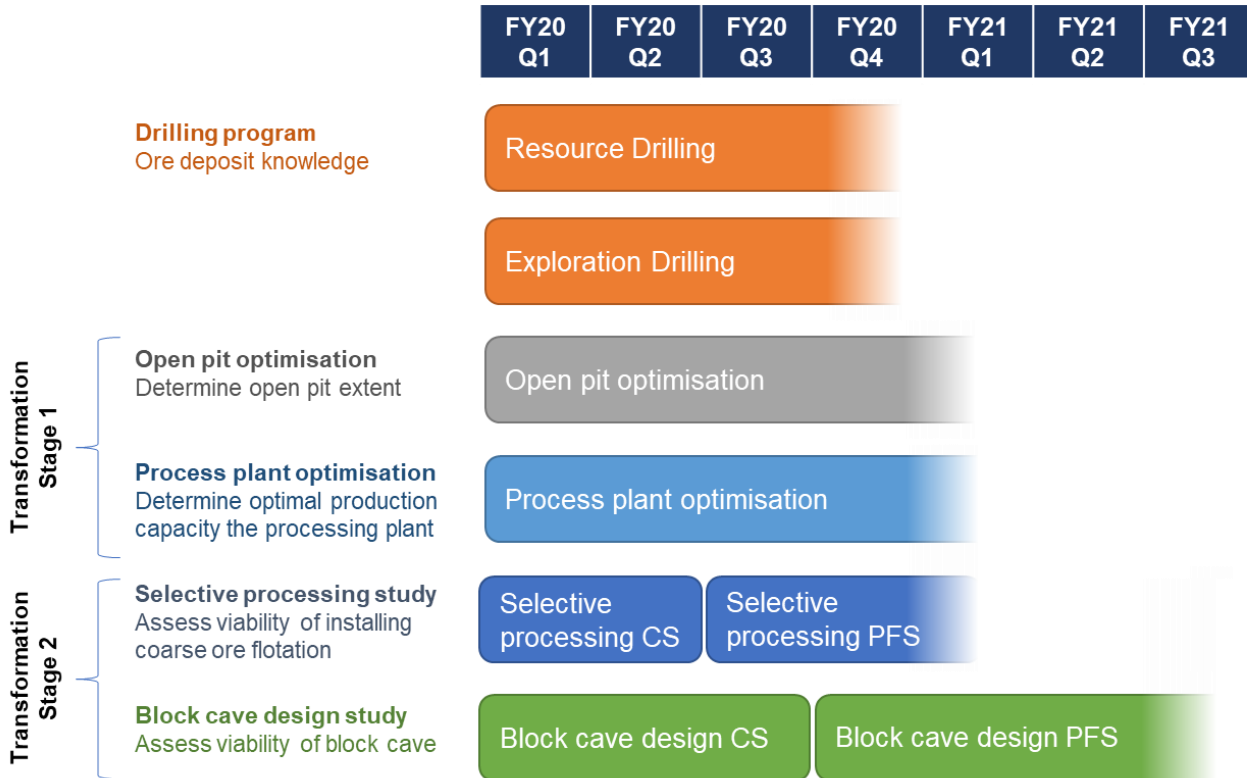 FY20 FY20 FY20 FY20 FY21 FY21 FY21
Q1 Q2 Q3 Q4 Q1 Q2 Q3
Drilling program
Ore deposit knowledge
Resource Drilling
Exploration Drilling
Transformation
Stage 1
Open pit optimisation
Determine open pit extent
Open pit optimisation
Process plant optimisation
Determine optimal production
capacity the processing plant
Process plant optimisation
Transformation
Stage 2
Selective processing study
Assess viability of installing
coarse ore flotation
Selective
processing CS
Selective
processing PFS
Block cave design study
Assess viability of block cave
Block cave design CS
Block cave design PFS